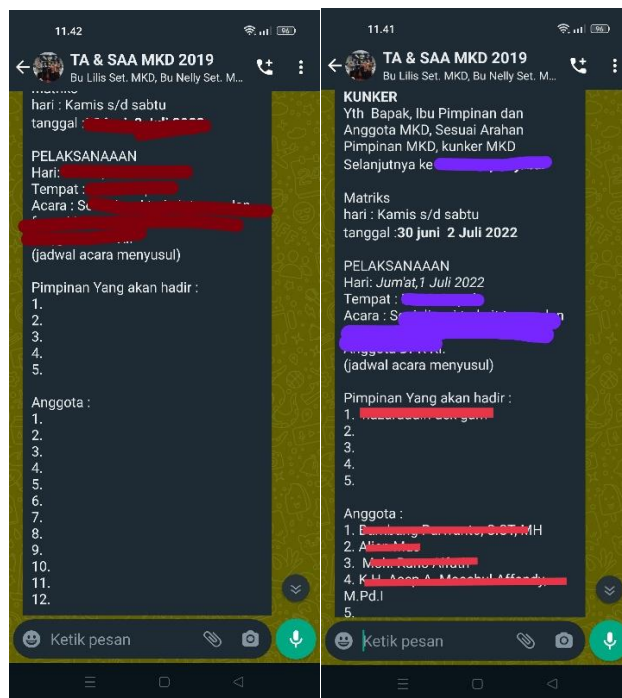 11.42
96
TA & SAA MKD 2019
Bu Lilis Set. MKD, Bu Nelly Set. M...
hari : Kamis s/d sabtu
tanggal :
PELAKSANAAAN
Hari:
Tempat :
Acara :
(jadwal acara menyusul)
Pimpinan Yang akan hadir :
1.
2.
3.
4.
5.
Anggota :
1.
2.
3.
4.
5.
6.
7.
8.
9.
10.
11.
12.
Ketik pesan
11.41
96
TA & SAA MKD 2019
Bu Lilis Set. MKD, Bu Nelly Set. M...
KUNKER
Yth Bapak, Ibu Pimpinan dan
Anggota MKD, Sesuai Arahan
Pimpinan MKD, kunker MKD
Selanjutnya ke
Matriks
hari : Kamis s/d sabtu
tanggal :30 juni 2 Juli 2022
PELAKSANAAAN
Hari: Jum'at,1 Juli 2022
Tempat :
Acara :
(jadwal acara menyusul)
Pimpinan Yang akan hadir :
1.
2.
3.
4.
5.
Anggota :
1. MH
2.
3.
4.
M.Pd.I
5.
Ketik pesan